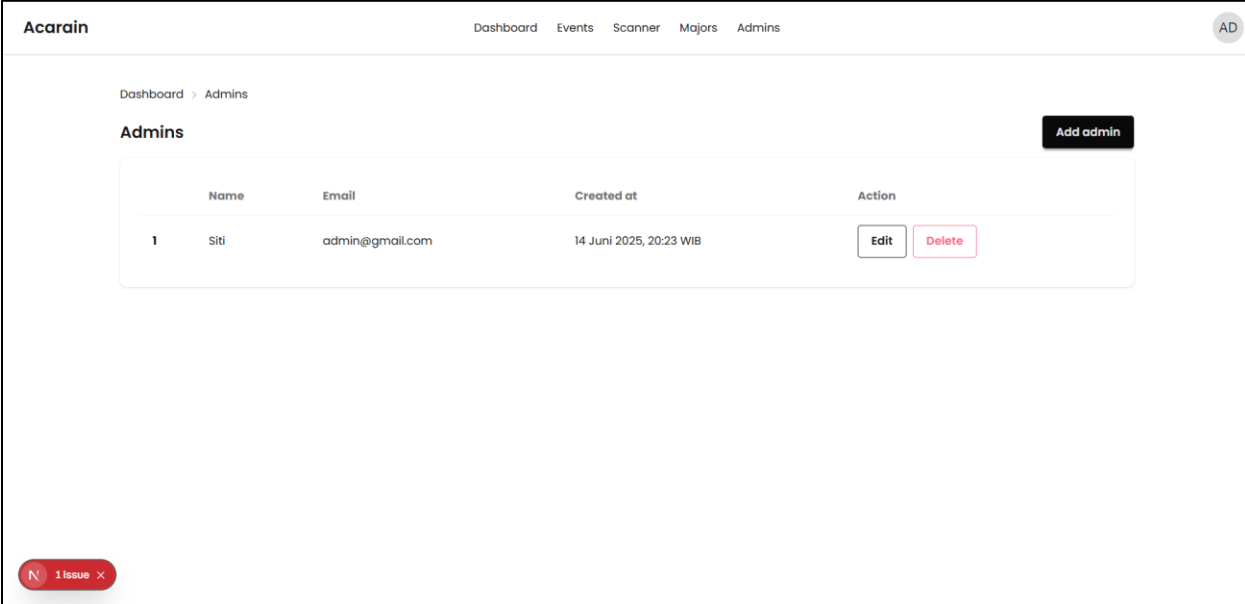 Acarain Dashboard Events Scanner Majors Admins AD
Dashboard > Admins
Admins Add admin
Name Email Created at Action
1 Siti admin@gmail.com 14 Juni 2025, 20:23 WIB Edit Delete
N 1 Issue ×